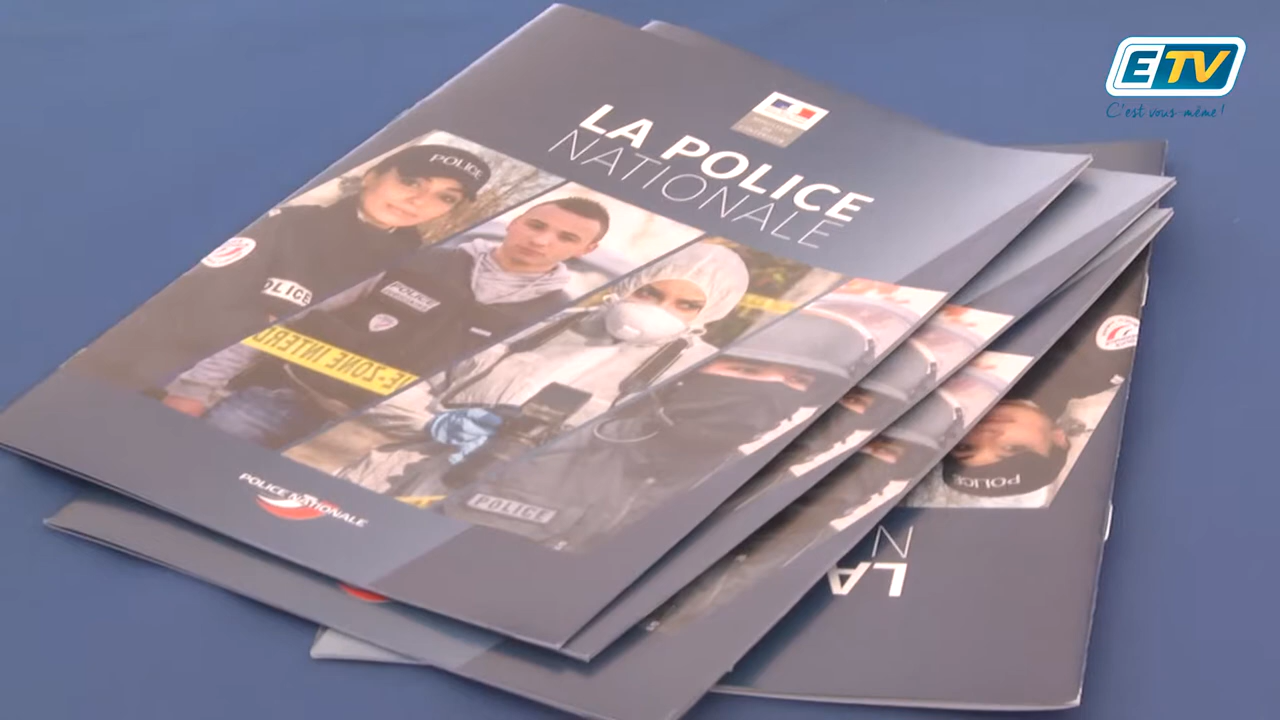 ETV
C'est vous-même!
LA POLICE
NATIONALE
POLICE
POLICE
POLICE
E-ZONE INTERD
POLICE
POLICE NATIONALE
POLICE
LA
N